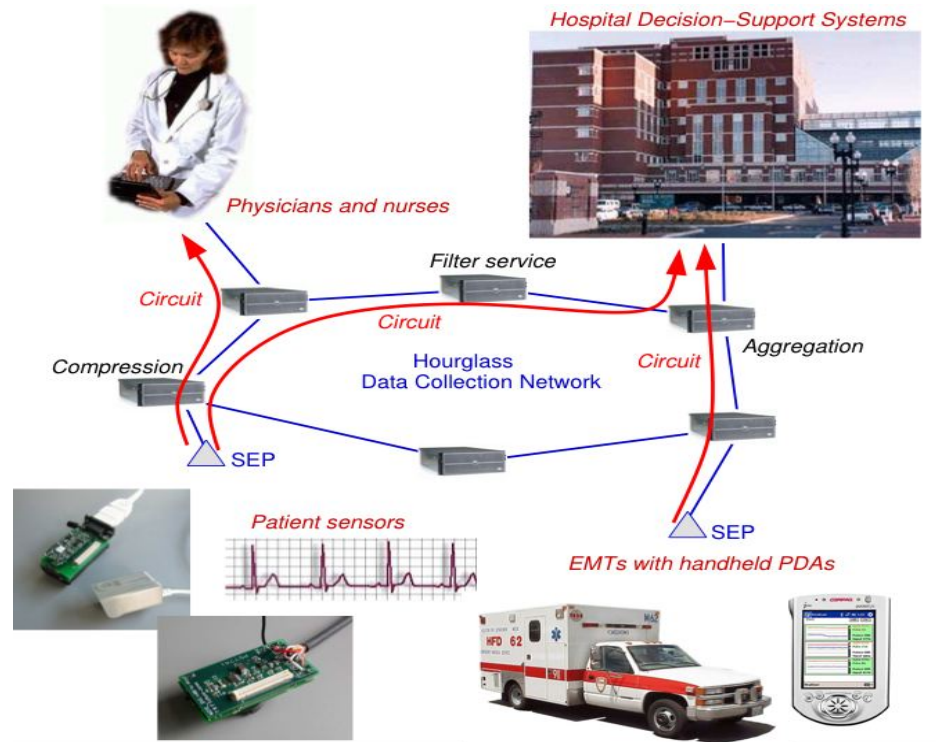 Hospital Decision–Support Systems
Physicians and nurses
Filter service
Circuit
Circuit
Compression
Hourglass
Data Collection Network
Circuit
Aggregation
SEP
Patient sensors
SEP
EMTs with handheld PDAs
HFD 62
COMPAQ